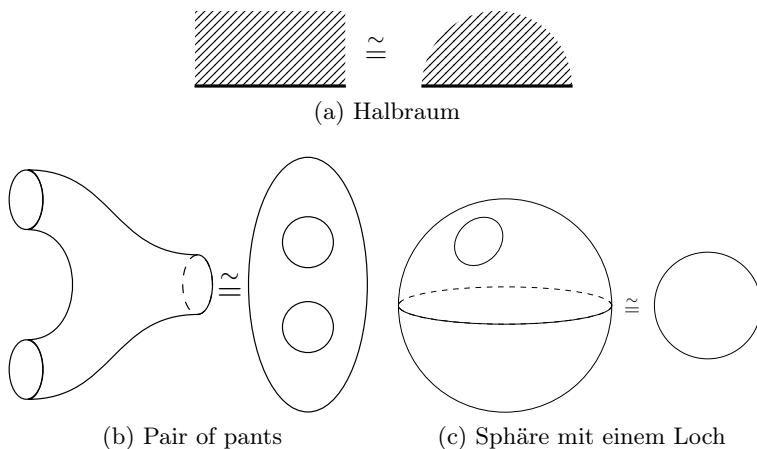 ≅
(a) Halbraum
≅
≅
(b) Pair of pants
(c) Sphäre mit einem Loch